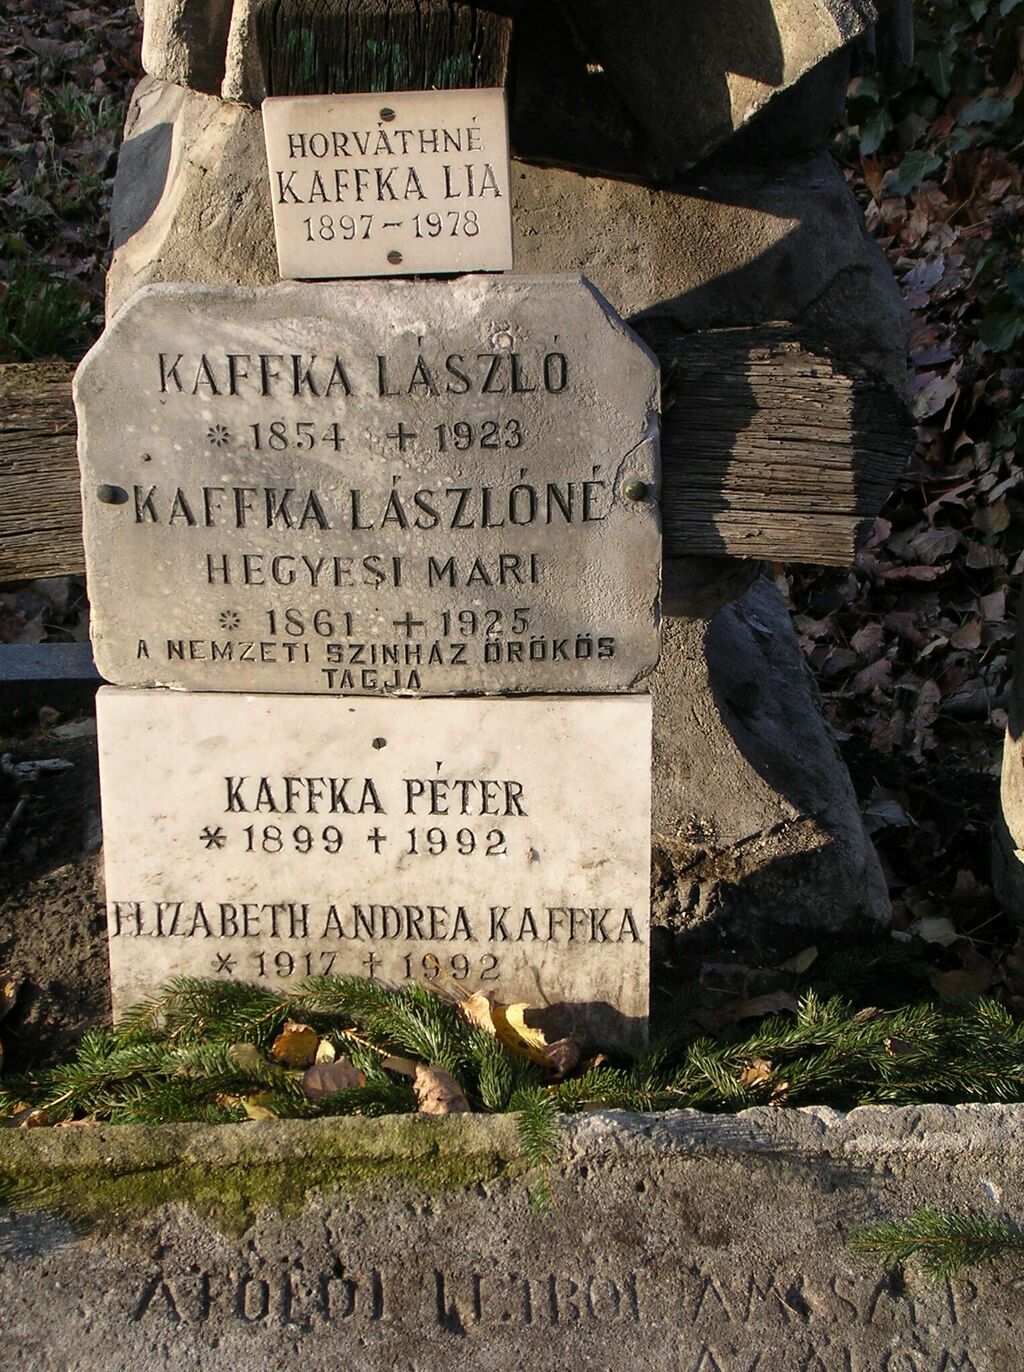 HORVÁTHNÉ
KAFFKA LIA
1897-1978
KAFFKA LÁSZLÓ
* 1854 + 1923
KAFFKA LÁSZLÓNÉ
HEGYESI MARI
* 1861 + 1925
A NEMZETI SZINHÁZ ÖRÖKÖS
TAGJA
KAFFKA PÉTER
* 1899 † 1992
ELIZABETH ANDREA KAFFKA
* 1917 † 1992
A FÖLDI